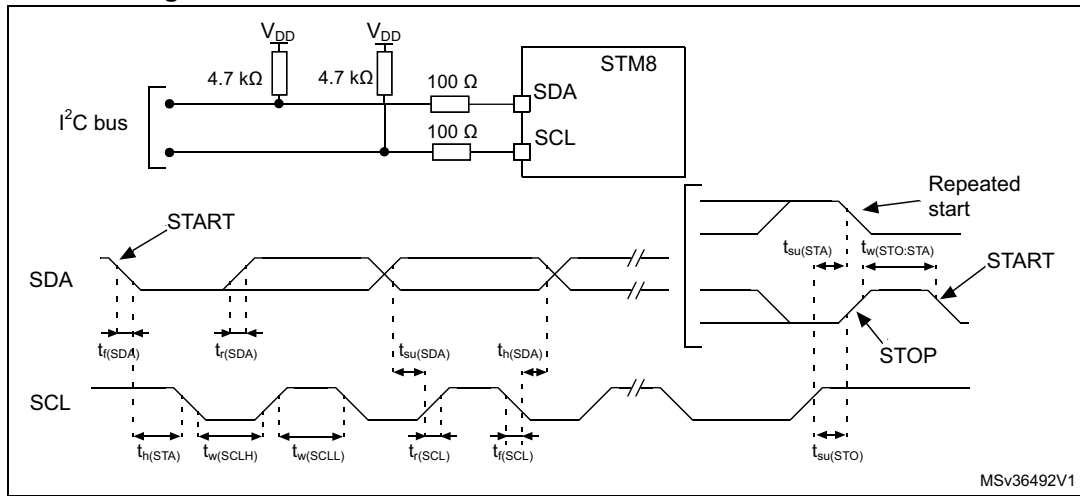 V_DD V_DD
4.7 kΩ 4.7 kΩ 100 Ω STM8
SDA
I²C bus
100 Ω
SCL
Repeated
start
START
t_su(STA) t_w(STO:STA)
START
SDA
STOP
t_f(SDA) t_r(SDA) t_su(SDA) t_h(SDA)
SCL
t_h(STA) t_w(SCLH) t_w(SCLL) t_r(SCL) t_f(SCL) t_su(STO)
MSv36492V1